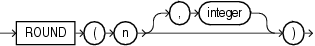 ROUND ( n , integer )